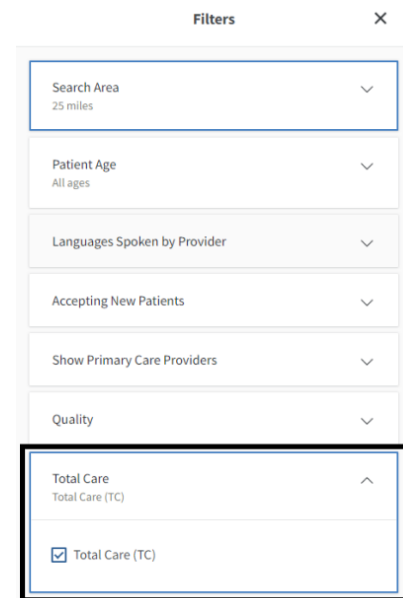 Filters
Search Area
25 miles
Patient Age
All ages
Languages Spoken by Provider
Accepting New Patients
Show Primary Care Providers
Quality
Total Care
Total Care (TC)
Total Care (TC)